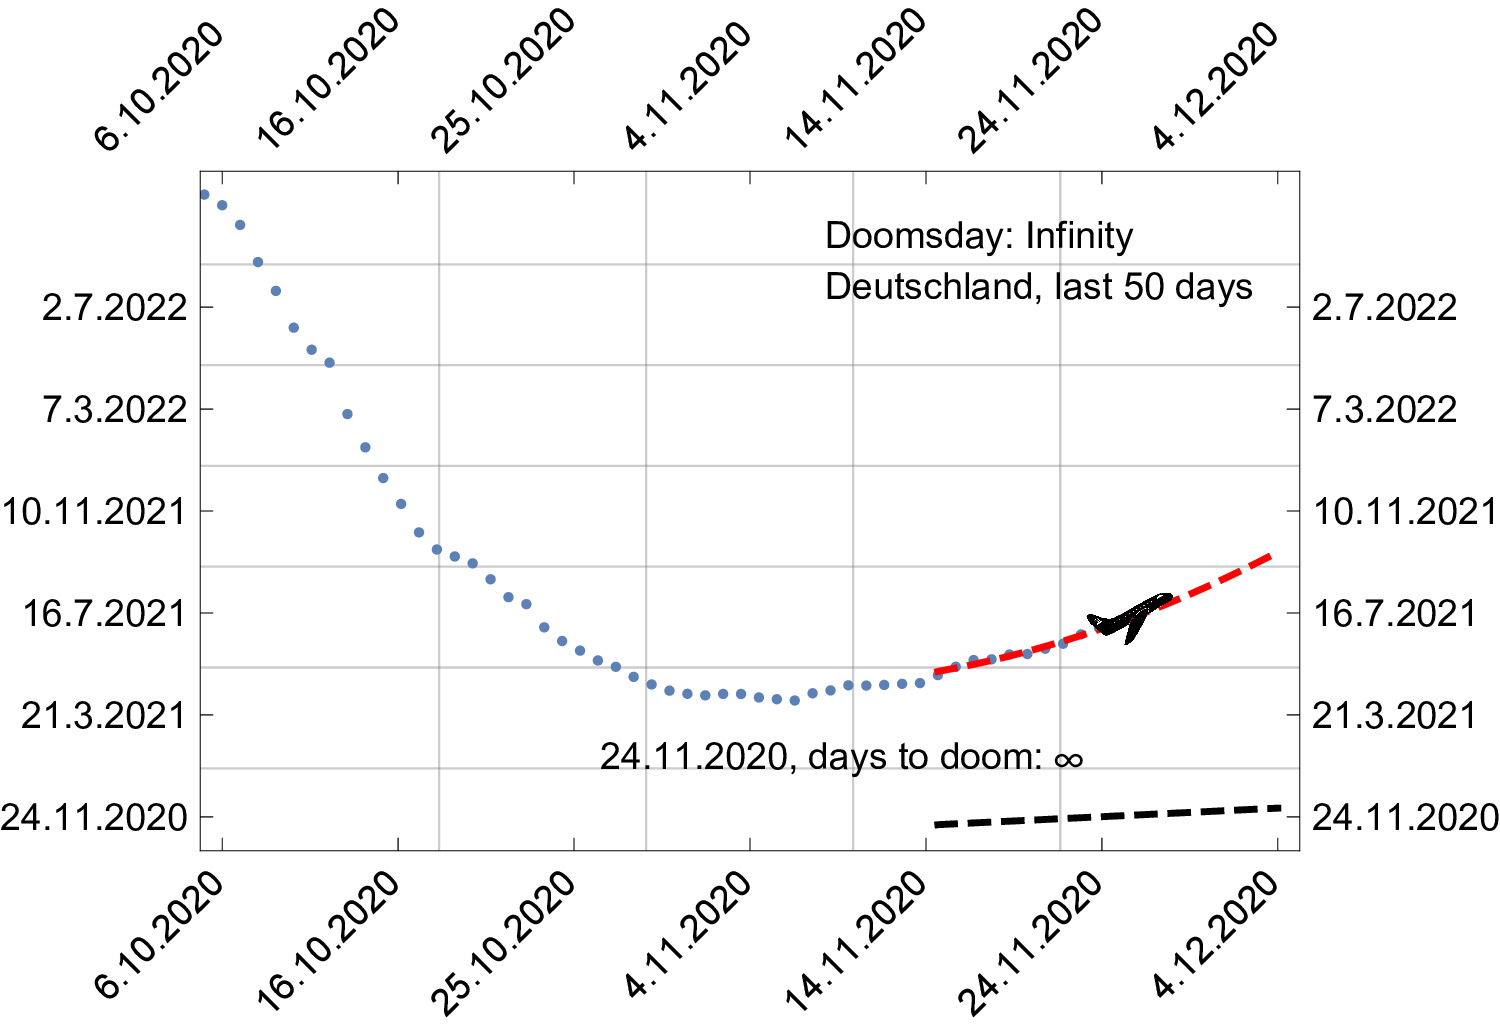 6.10.2020 16.10.2020 25.10.2020 4.11.2020 14.11.2020 24.11.2020 4.12.2020
Doomsday: Infinity
Deutschland, last 50 days
2.7.2022 2.7.2022
7.3.2022 7.3.2022
10.11.2021 10.11.2021
16.7.2021 16.7.2021
21.3.2021 21.3.2021
24.11.2020, days to doom: ∞
24.11.2020 24.11.2020
6.10.2020 16.10.2020 25.10.2020 4.11.2020 14.11.2020 24.11.2020 4.12.2020